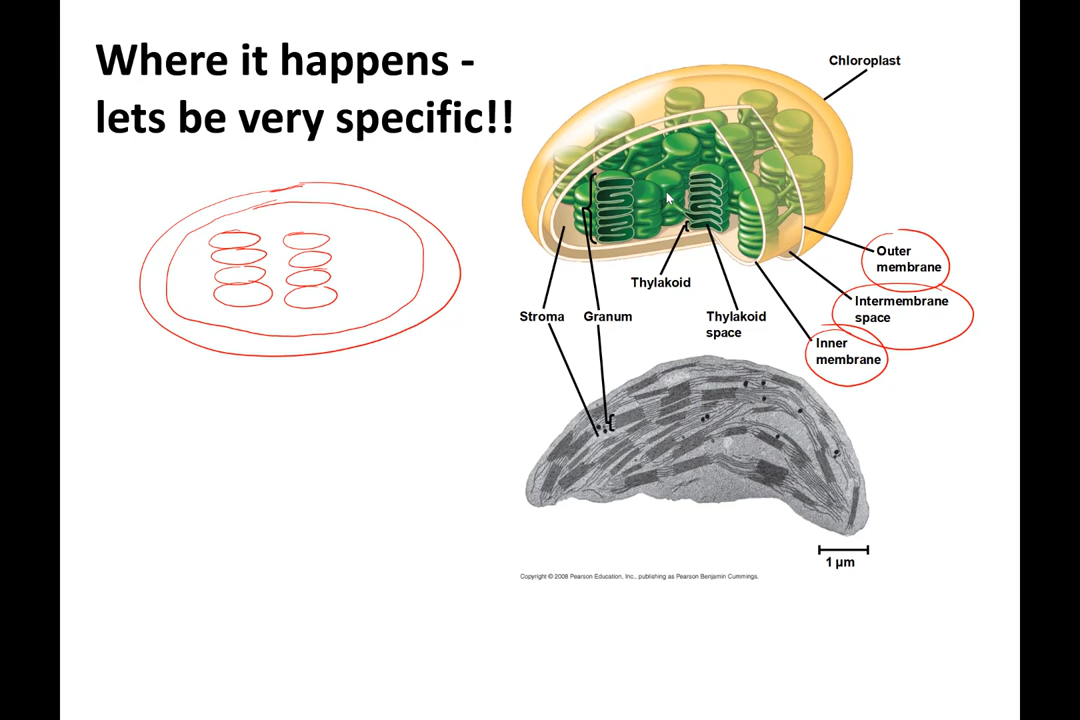 Where it happens -
lets be very specific!!
Chloroplast
Outer
membrane
Intermembrane
space
Inner
membrane
Thylakoid
Stroma
Granum
Thylakoid
space
1 µm
Copyright © 2008 Pearson Education, Inc., publishing as Pearson Benjamin Cummings.